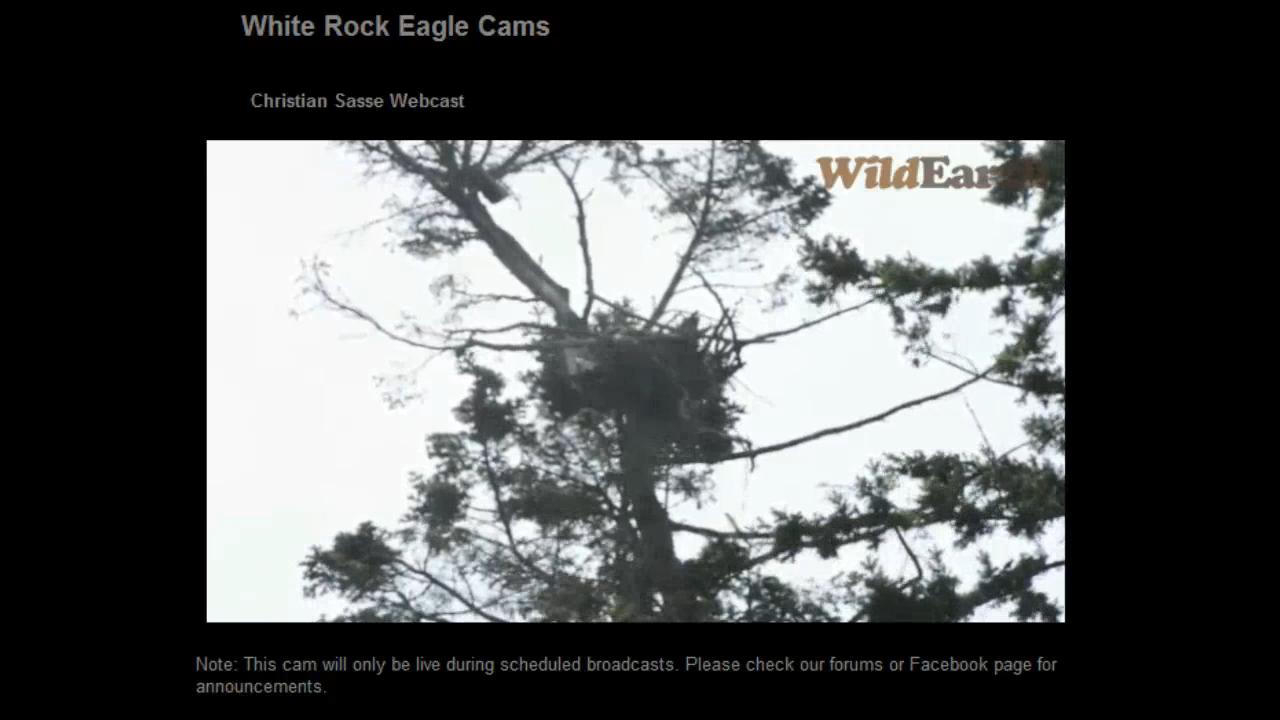 White Rock Eagle Cams
Christian Sasse Webcast
WildEar
Note: This cam will only be live during scheduled broadcasts. Please check our forums or Facebook page for
announcements.